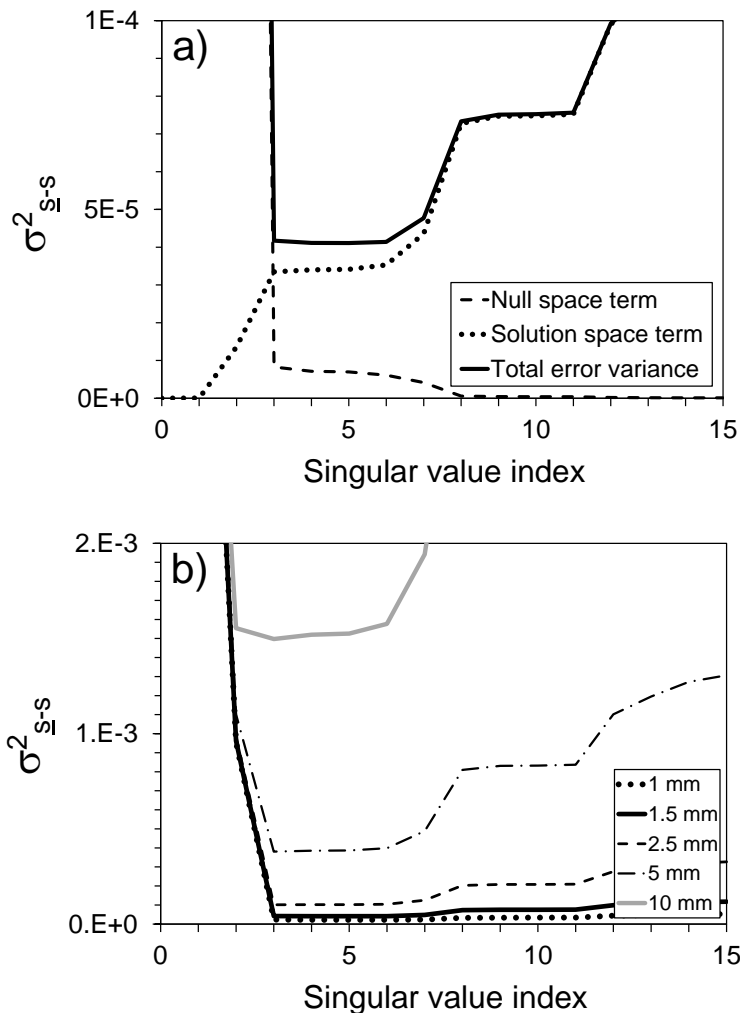 a)
1E-4
5E-5
0E+0
σ² s-s
Null space term
Solution space term
Total error variance
0 5 10 15
Singular value index
b)
2.E-3
1.E-3
0.E+0
σ² s-s
1 mm
1.5 mm
2.5 mm
5 mm
10 mm
0 5 10 15
Singular value index